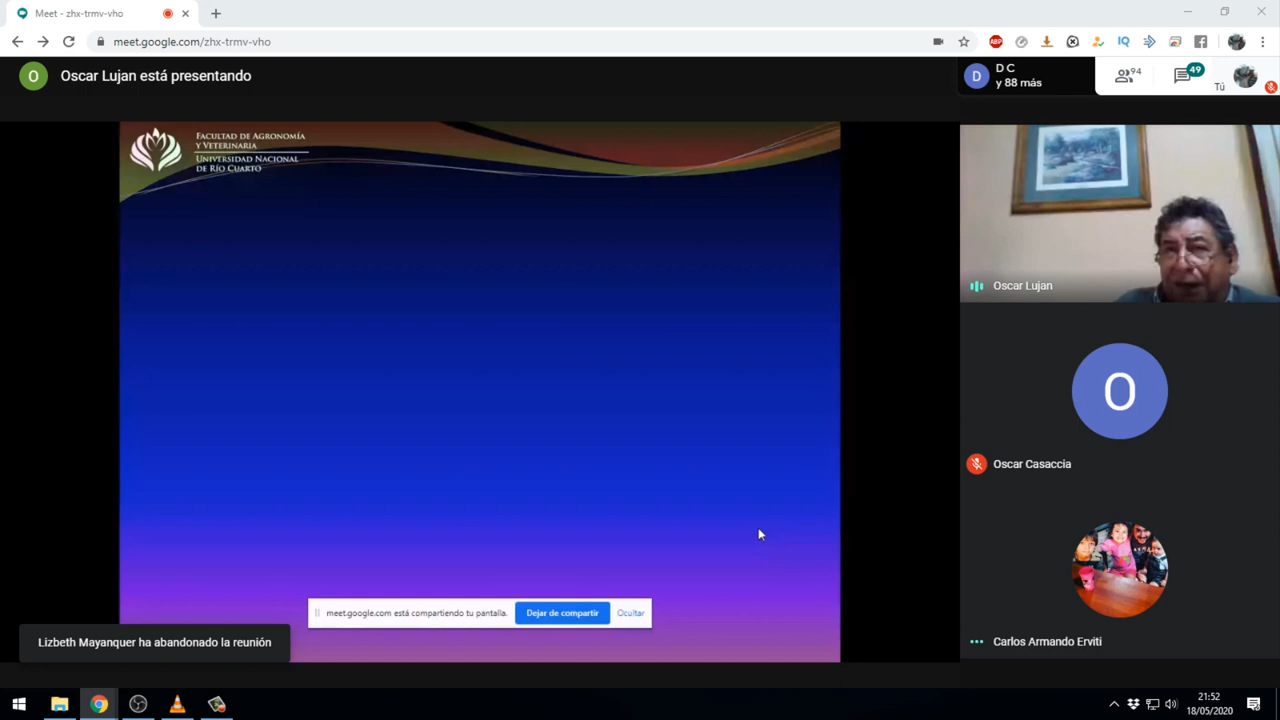 Meet - zhx-trmv-vho
meet.google.com/zhx-trmv-vho
ABP
IQ
O
Oscar Lujan está presentando
D
D C
y 88 más
94
49
Tú
FACULTAD DE AGRONOMÍA
Y VETERINARIA
UNIVERSIDAD NACIONAL
DE RÍO CUARTO
Oscar Lujan
O
Oscar Casaccia
meet.google.com está compartiendo tu pantalla.
Dejar de compartir
Ocultar
Lizbeth Mayanquer ha abandonado la reunión
Carlos Armando Erviti
21:52
18/05/2020